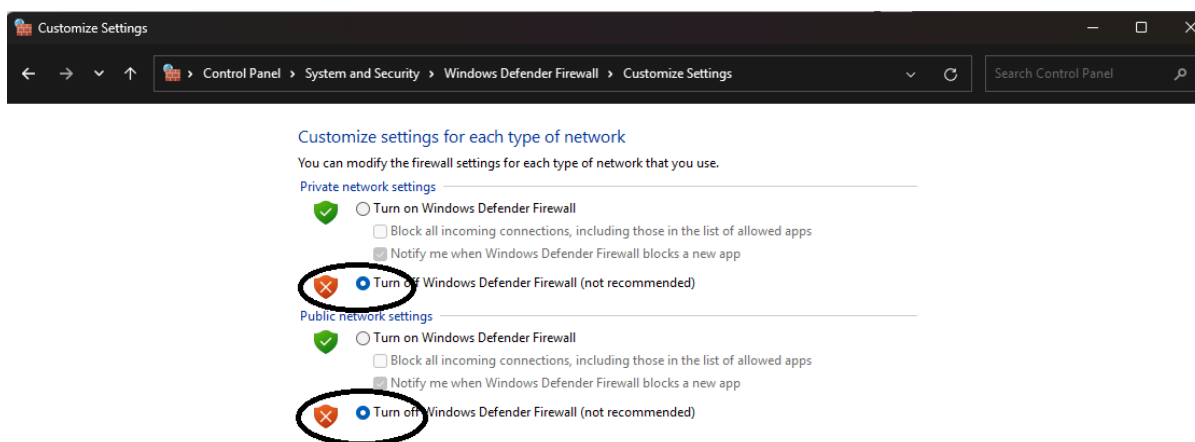 Customize Settings
Control Panel › System and Security › Windows Defender Firewall › Customize Settings
Search Control Panel
Customize settings for each type of network
You can modify the firewall settings for each type of network that you use.
Private network settings
Turn on Windows Defender Firewall
Block all incoming connections, including those in the list of allowed apps
Notify me when Windows Defender Firewall blocks a new app
Turn off Windows Defender Firewall (not recommended)
Public network settings
Turn on Windows Defender Firewall
Block all incoming connections, including those in the list of allowed apps
Notify me when Windows Defender Firewall blocks a new app
Turn off Windows Defender Firewall (not recommended)